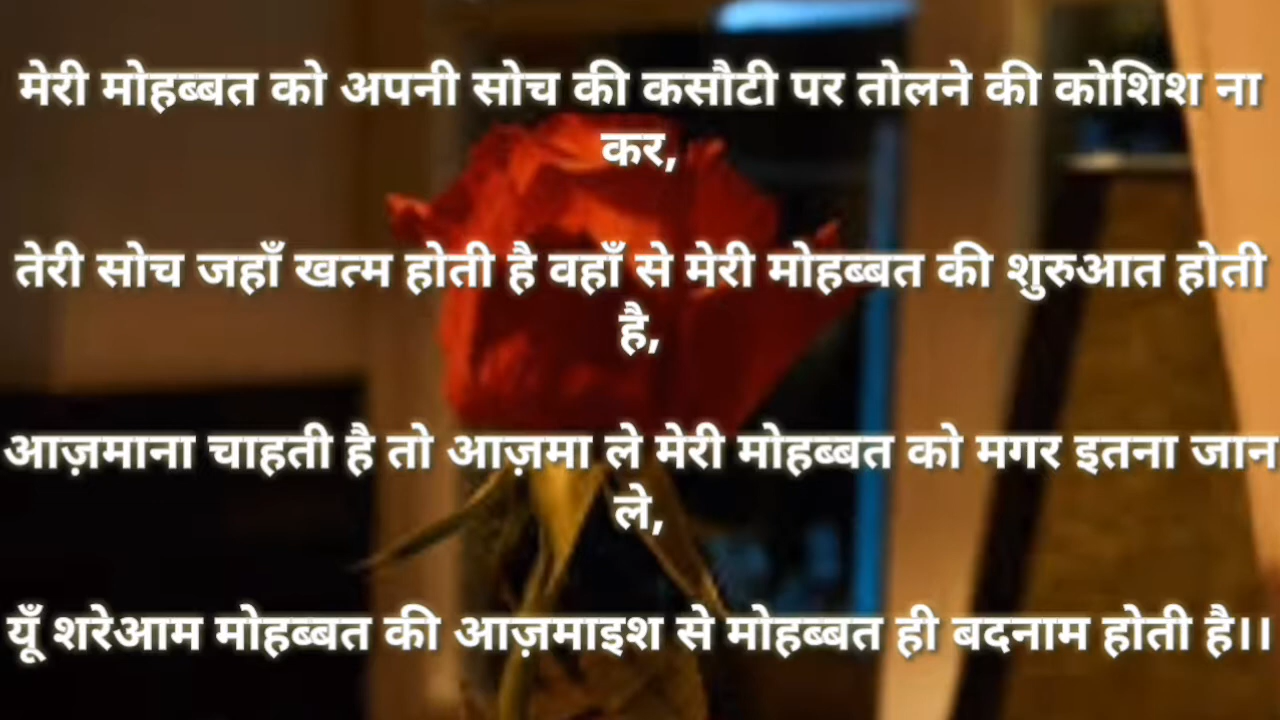 मेरी मोहब्बत को अपनी सोच की कसौटी पर तोलने की कोशिश ना
कर,
तेरी सोच जहाँ खत्म होती है वहाँ से मेरी मोहब्बत की शुरुआत होती
है,
आज़माना चाहती है तो आज़मा ले मेरी मोहब्बत को मगर इतना जान
ले,
यूँ शरेआम मोहब्बत की आज़माइश से मोहब्बत ही बदनाम होती है।।